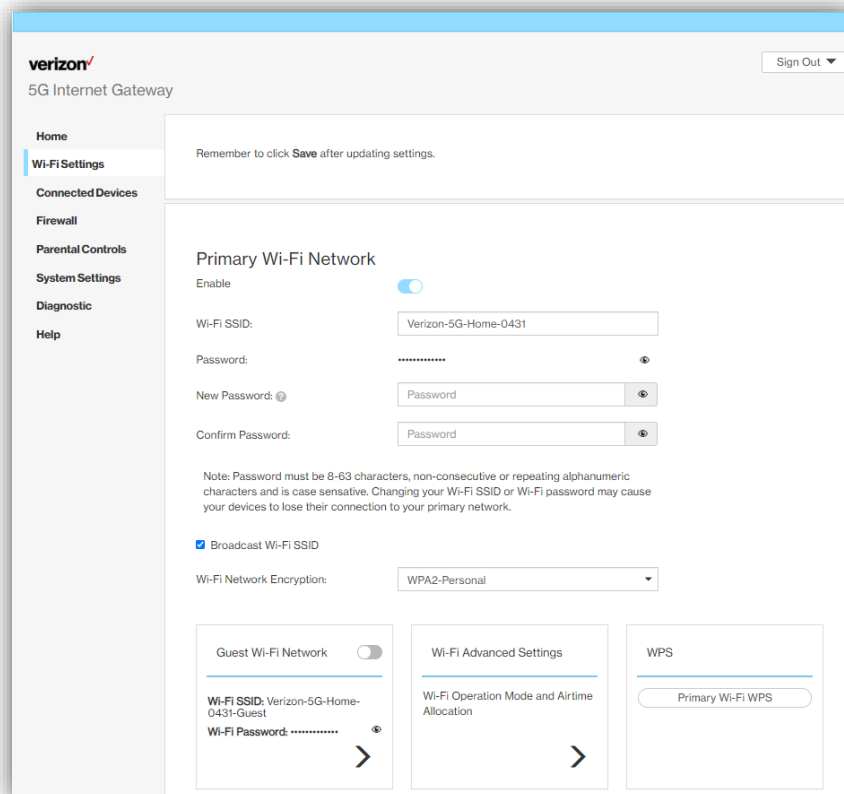 verizon✓
Sign Out
5G Internet Gateway
Home
Wi-Fi Settings
Connected Devices
Firewall
Parental Controls
System Settings
Diagnostic
Help
Remember to click Save after updating settings.
Primary Wi-Fi Network
Enable
Wi-Fi SSID:
Verizon-5G-Home-0431
Password:
•••••••••••••
New Password:
?
Password
Confirm Password:
Password
Note: Password must be 8-63 characters, non-consecutive or repeating alphanumeric
characters and is case sensative. Changing your Wi-Fi SSID or Wi-Fi password may cause
your devices to lose their connection to your primary network.
Broadcast Wi-Fi SSID
Wi-Fi Network Encryption:
WPA2-Personal
Guest Wi-Fi Network
Wi-Fi SSID: Verizon-5G-Home-
0431-Guest
Wi-Fi Password: •••••••••••••
Wi-Fi Advanced Settings
Wi-Fi Operation Mode and Airtime
Allocation
WPS
Primary Wi-Fi WPS